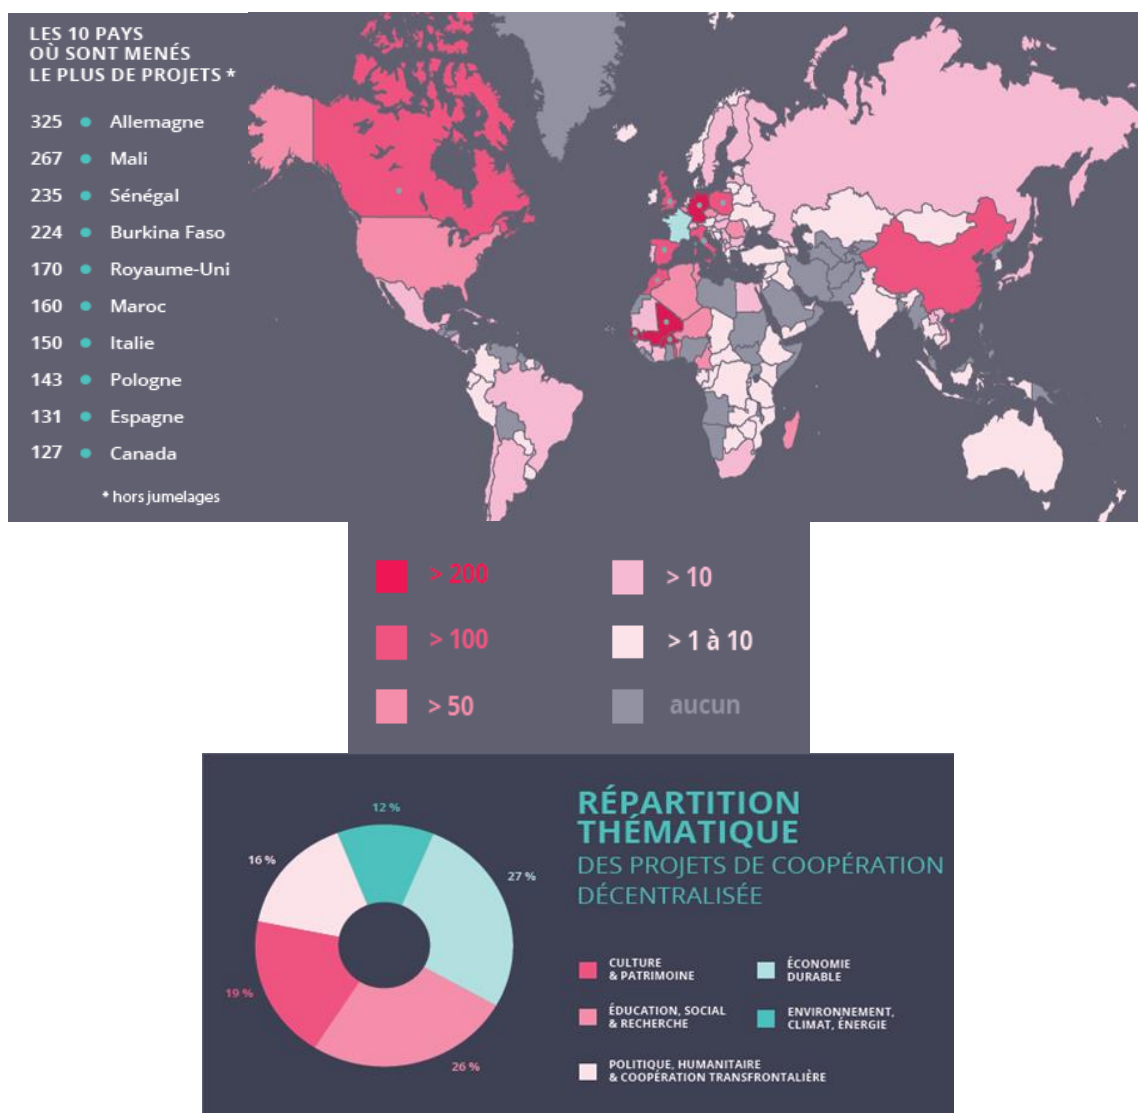 LES 10 PAYS
OÙ SONT MENÉS
LE PLUS DE PROJETS *
325 Allemagne
267 Mali
235 Sénégal
224 Burkina Faso
170 Royaume-Uni
160 Maroc
150 Italie
143 Pologne
131 Espagne
127 Canada
* hors jumelages
> 200
> 100
> 50
> 10
> 1 à 10
aucun
12 %
16 %
27 %
19 %
26 %
RÉPARTITION
THÉMATIQUE
DES PROJETS DE COOPÉRATION
DÉCENTRALISÉE
CULTURE
& PATRIMOINE
ÉDUCATION, SOCIAL
& RECHERCHE
POLITIQUE, HUMANITAIRE
& COOPÉRATION TRANSFRONTALIÈRE
ÉCONOMIE
DURABLE
ENVIRONNEMENT,
CLIMAT, ÉNERGIE